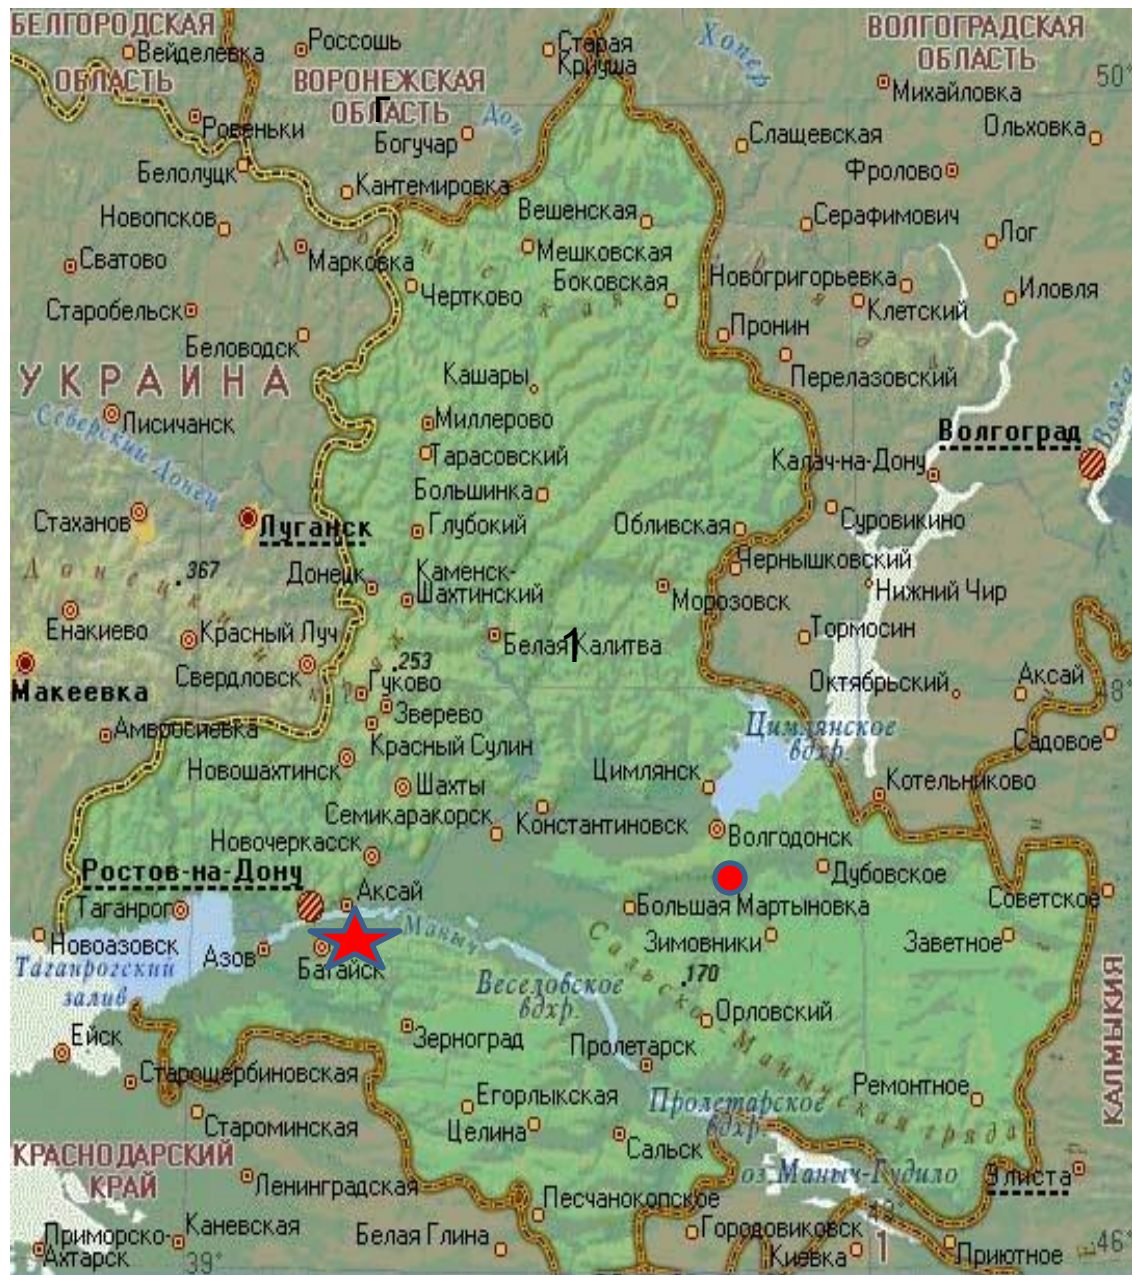 БЕЛГОРОДСКАЯ
ОБЛАСТЬ
Вейделевка
Россошь
Старая
Криуша
Хопер
ВОЛГОГРАДСКАЯ
ОБЛАСТЬ
50°
ВОРОНЕЖСКАЯ
ОБЛАСТЬ
Г
Михайловка
Ровеньки
Богучар
Дон
Слащевская
Ольховка
Белолуцк
Кантемировка
Фролово
Новопсков
Вешенская
Серафимович
Лог
Сватово
Марковка
Мешковская
Боковская
Новогригорьевка
Чертково
Клетский
Иловля
Старобельск
Беловодск
Пронин
Перелазовский
УКРАИНА
Кашары
Волга
Северский Донец
Лисичанск
Миллерово
Волгоград
Тарасовский
Калач-на-Дону
Большинка
Стаханов
Луганск
Глубокий
Обливская
Суровикино
Чернышковский
Донецк
.367
Каменск-
Шахтинский
Морозовск
Нижний Чир
Енакиево
Красный Луч
Белая Калитва
1
Тормосин
.253
Макеевка
Свердловск
Гуково
Октябрьский
Аксай
48°
Амвросиевка
Зверево
Красный Сулин
Цимлянское
вдхр.
Садовое
Новошахтинск
Шахты
Цимлянск
Котельниково
Семикаракорск
Константиновск
Волгодонск
Новочеркасск
Ростов-на-Дону
Дубовское
Аксай
Советское
Таганрог
Большая Мартыновка
Новоазовск
Азов
Батайск
Маныч
Зимовники
Заветное
Таганрогский
залив
.170
Веселовское
вдхр.
Орловский
Сальско-Манычская гряда
КАЛМЫКИЯ
Ейск
Зерноград
Пролетарск
Старощербиновская
Ремонтное
Егорлыкская
Пролетарское
вдхр.
Староминская
Целина
Сальск
КРАСНОДАРСКИЙ
КРАЙ
Ленинградская
оз Маныч-Гудило
Элиста
Песчанокопское
Приморско-
Ахтарск
Каневская
39°
Белая Глина
Городовиковск
Киевка
1
Приютное
46°